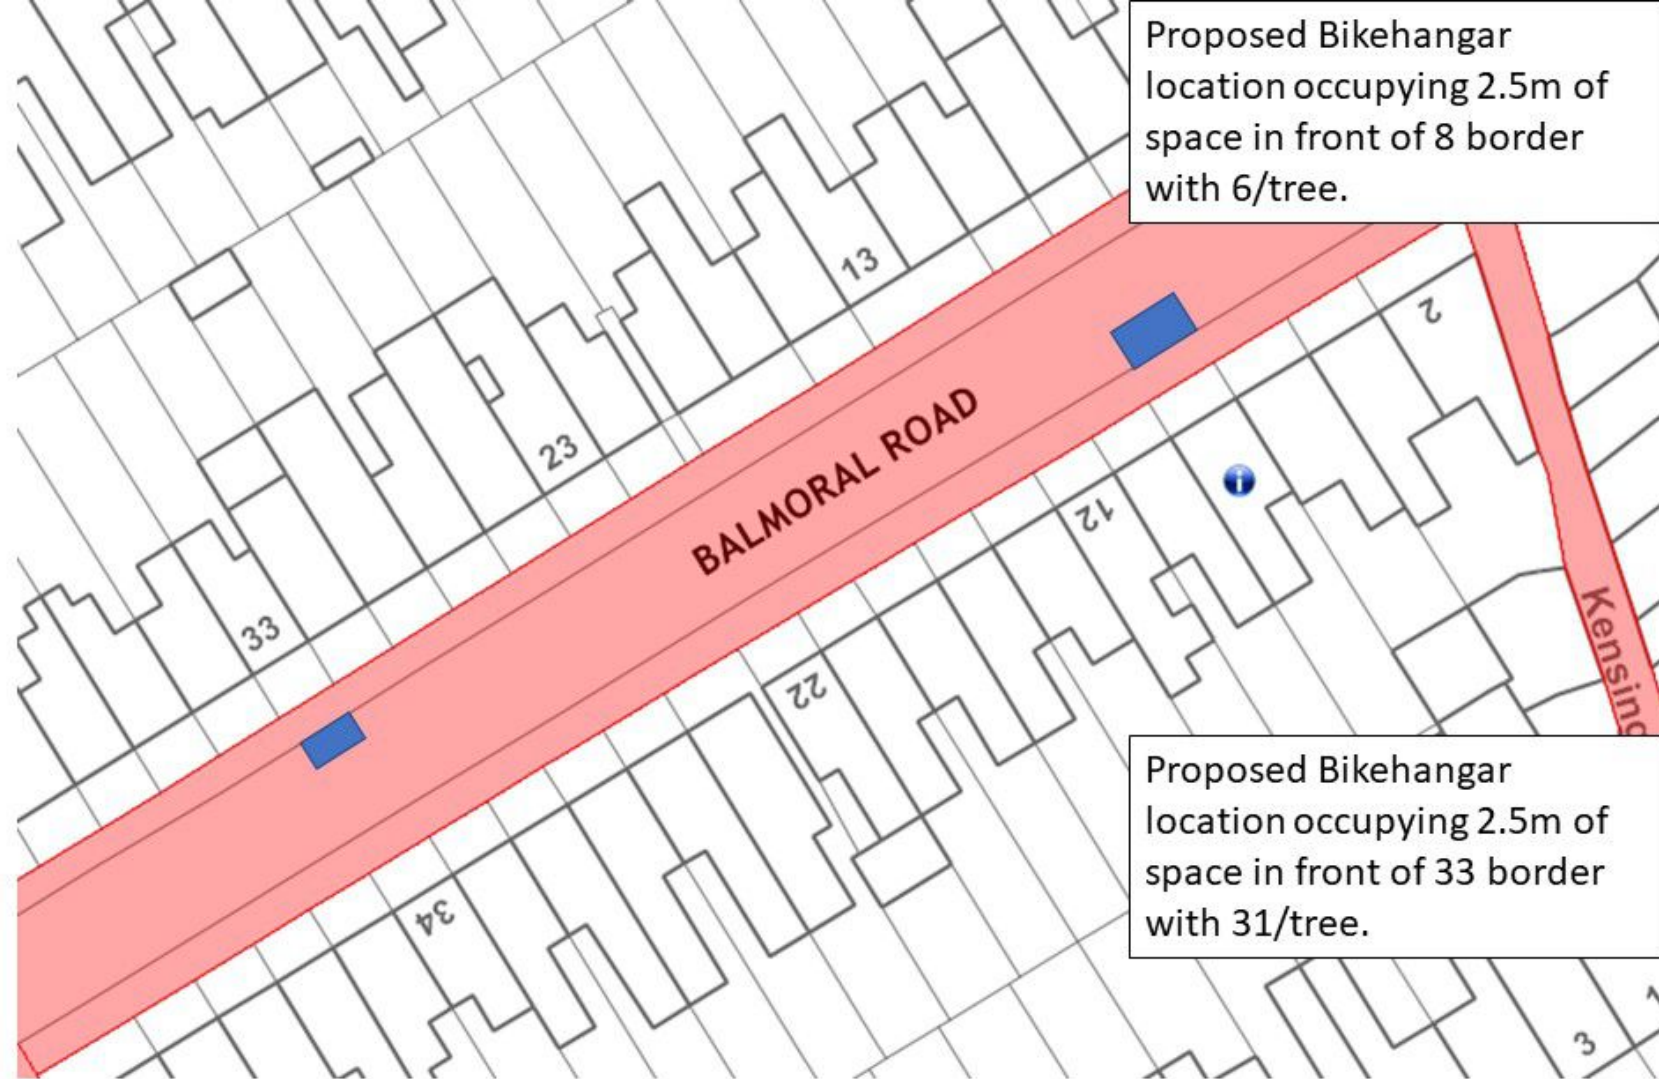 Proposed Bikehangar
location occupying 2.5m of
space in front of 8 border
with 6/tree.
13
2
23
BALMORAL ROAD
i
12
33
22
Kensing
34
Proposed Bikehangar
location occupying 2.5m of
space in front of 33 border
with 31/tree.
3
1